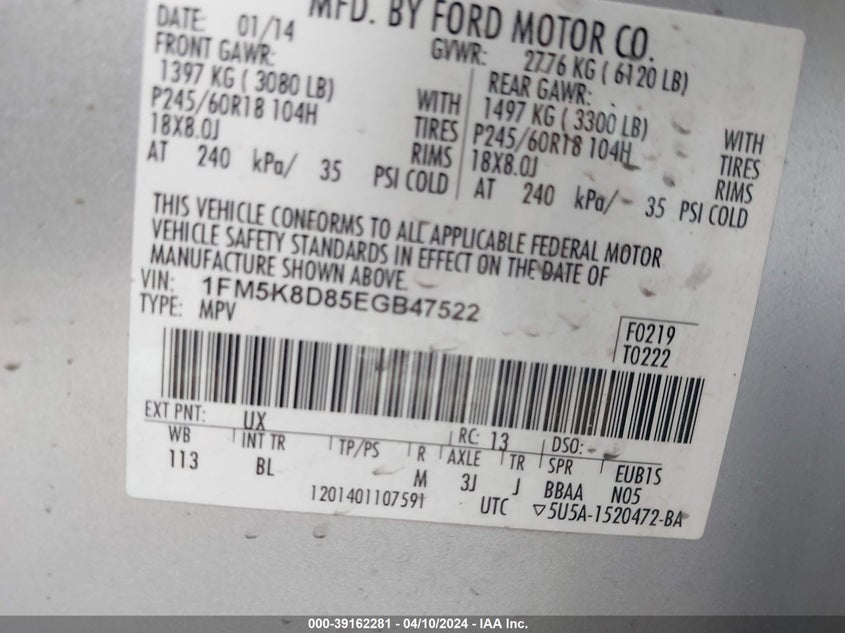 MFD. BY FORD MOTOR CO.
DATE: 01/14
GVWR: 2776 KG ( 6120 LB)
FRONT GAWR:
1397 KG ( 3080 LB)
P245/60R18 104H
18X8.0J
WITH
TIRES
RIMS
AT 240 kPa/ 35 PSI COLD
REAR GAWR:
1497 KG ( 3300 LB)
P245/60R18 104H
18X8.0J
WITH
TIRES
RIMS
AT 240 kPa/ 35 PSI COLD
THIS VEHICLE CONFORMS TO ALL APPLICABLE FEDERAL MOTOR
VEHICLE SAFETY STANDARDS IN EFFECT ON THE DATE OF
MANUFACTURE SHOWN ABOVE.
VIN: 1FM5K8D85EGB47522
TYPE: MPV
F0219
T0222
EXT PNT: UX RC: 13 DSO:
WB INT TR TP/PS R AXLE TR SPR EUB1S
113 BL M 3J J BBAA N05
1201401107591 UTC ▽5U5A-1520472-BA
000-39162281 - 04/10/2024 - IAA Inc.